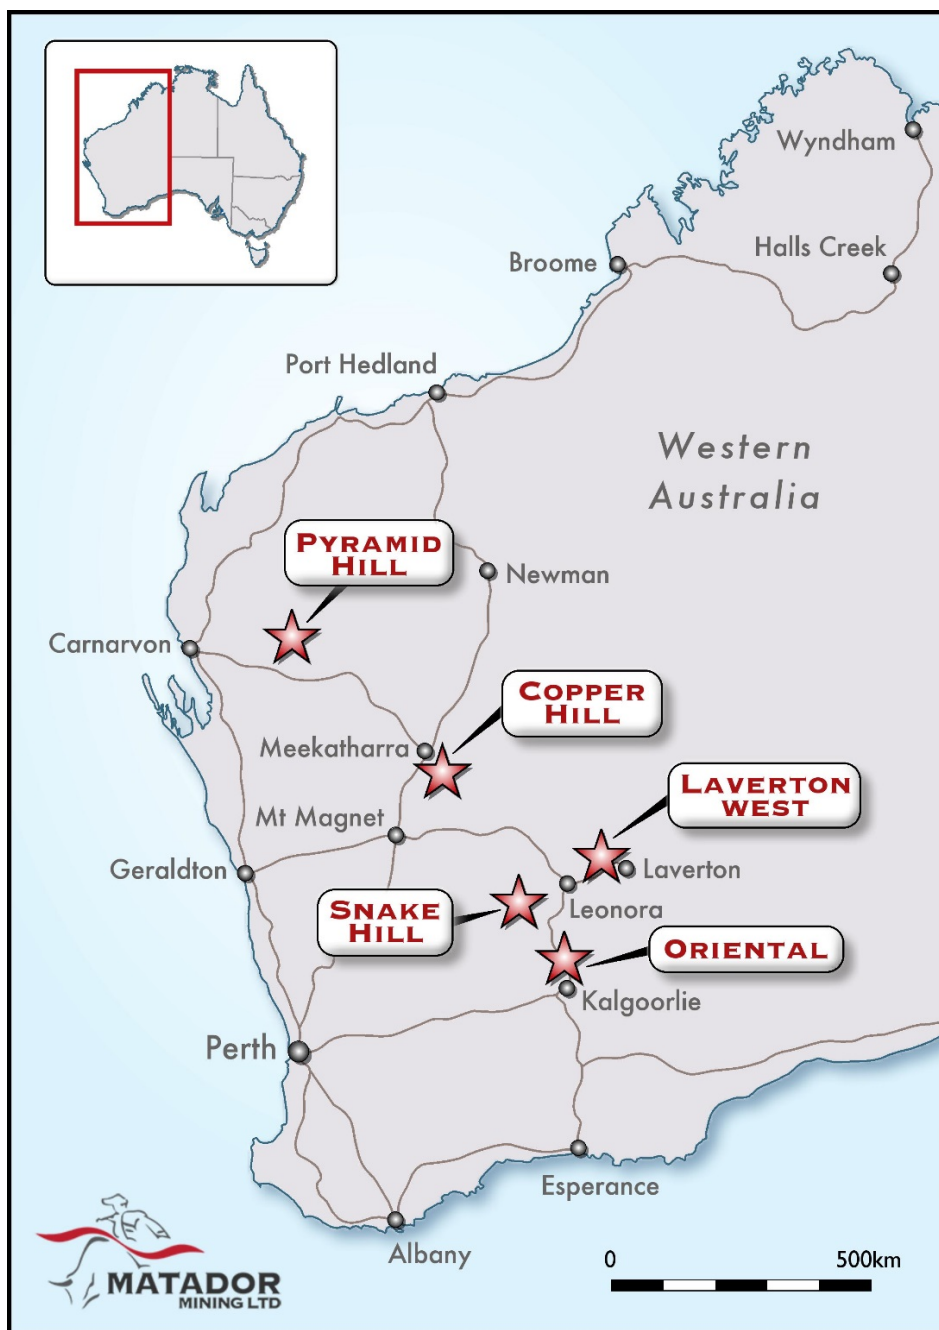 Wyndham
Halls Creek
Broome
Port Hedland
Western
Australia
PYRAMID
HILL
Newman
Carnarvon
COPPER
HILL
Meekatharra
LAVERTON
WEST
Mt Magnet
Geraldton
Laverton
SNAKE
HILL
Leonora
ORIENTAL
Kalgoorlie
Perth
Esperance
Albany
0 500km
MATADOR
MINING LTD